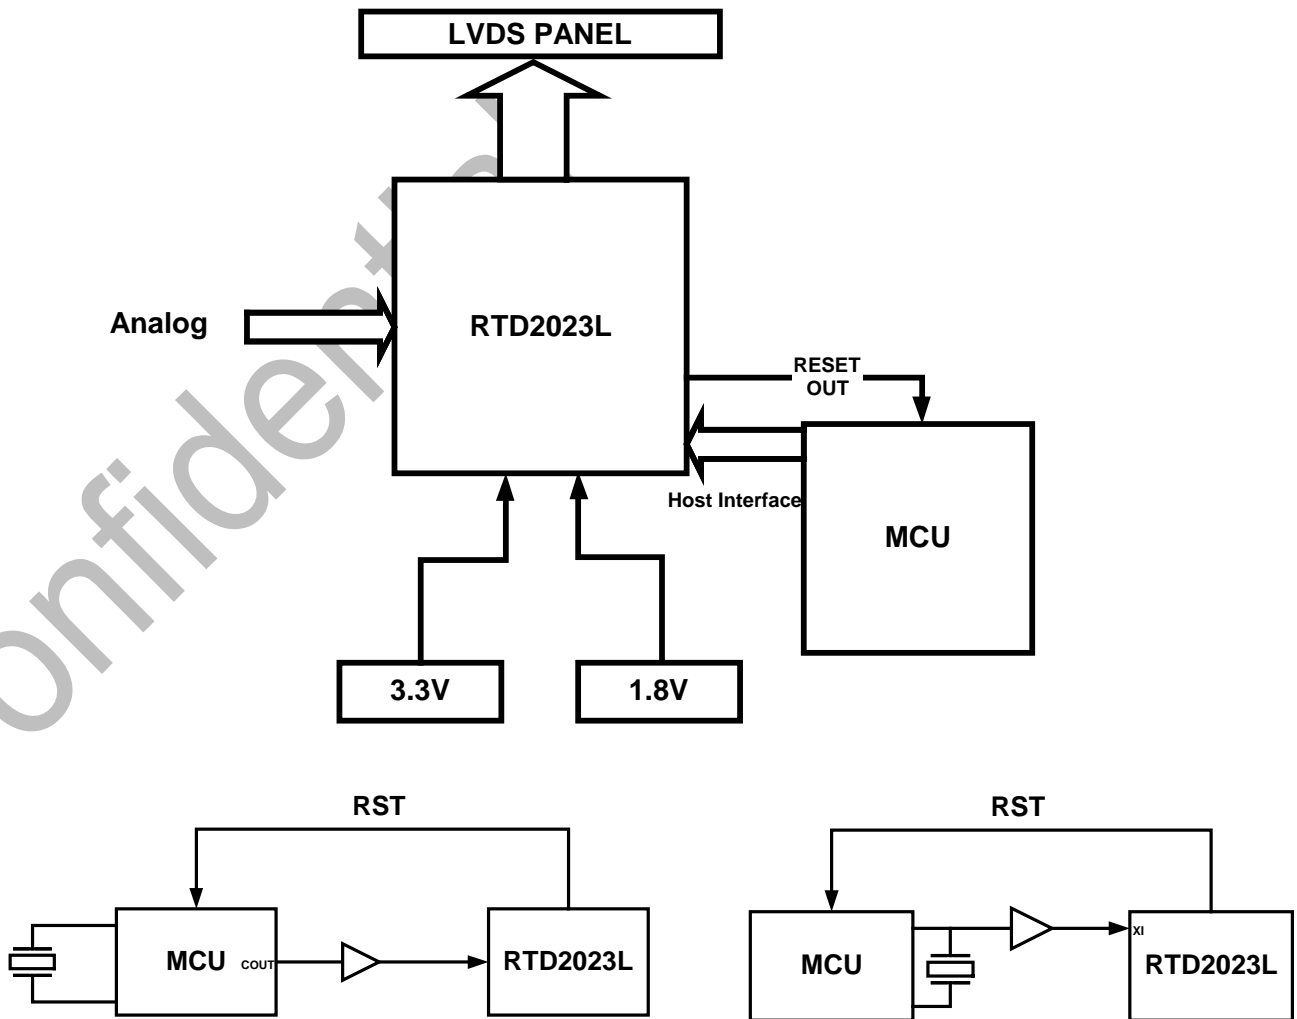 LVDS PANEL
Analog
RTD2023L
RESET
OUT
Host Interface
MCU
3.3V
1.8V
RST
MCU
COUT
RTD2023L
RST
MCU
XI
RTD2023L